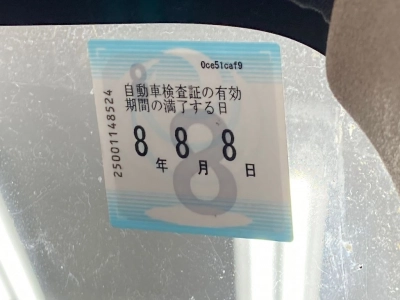 0ce51caf9
自動車検査証の有効
期間の満了する日
8年8月8日
25001148524
8